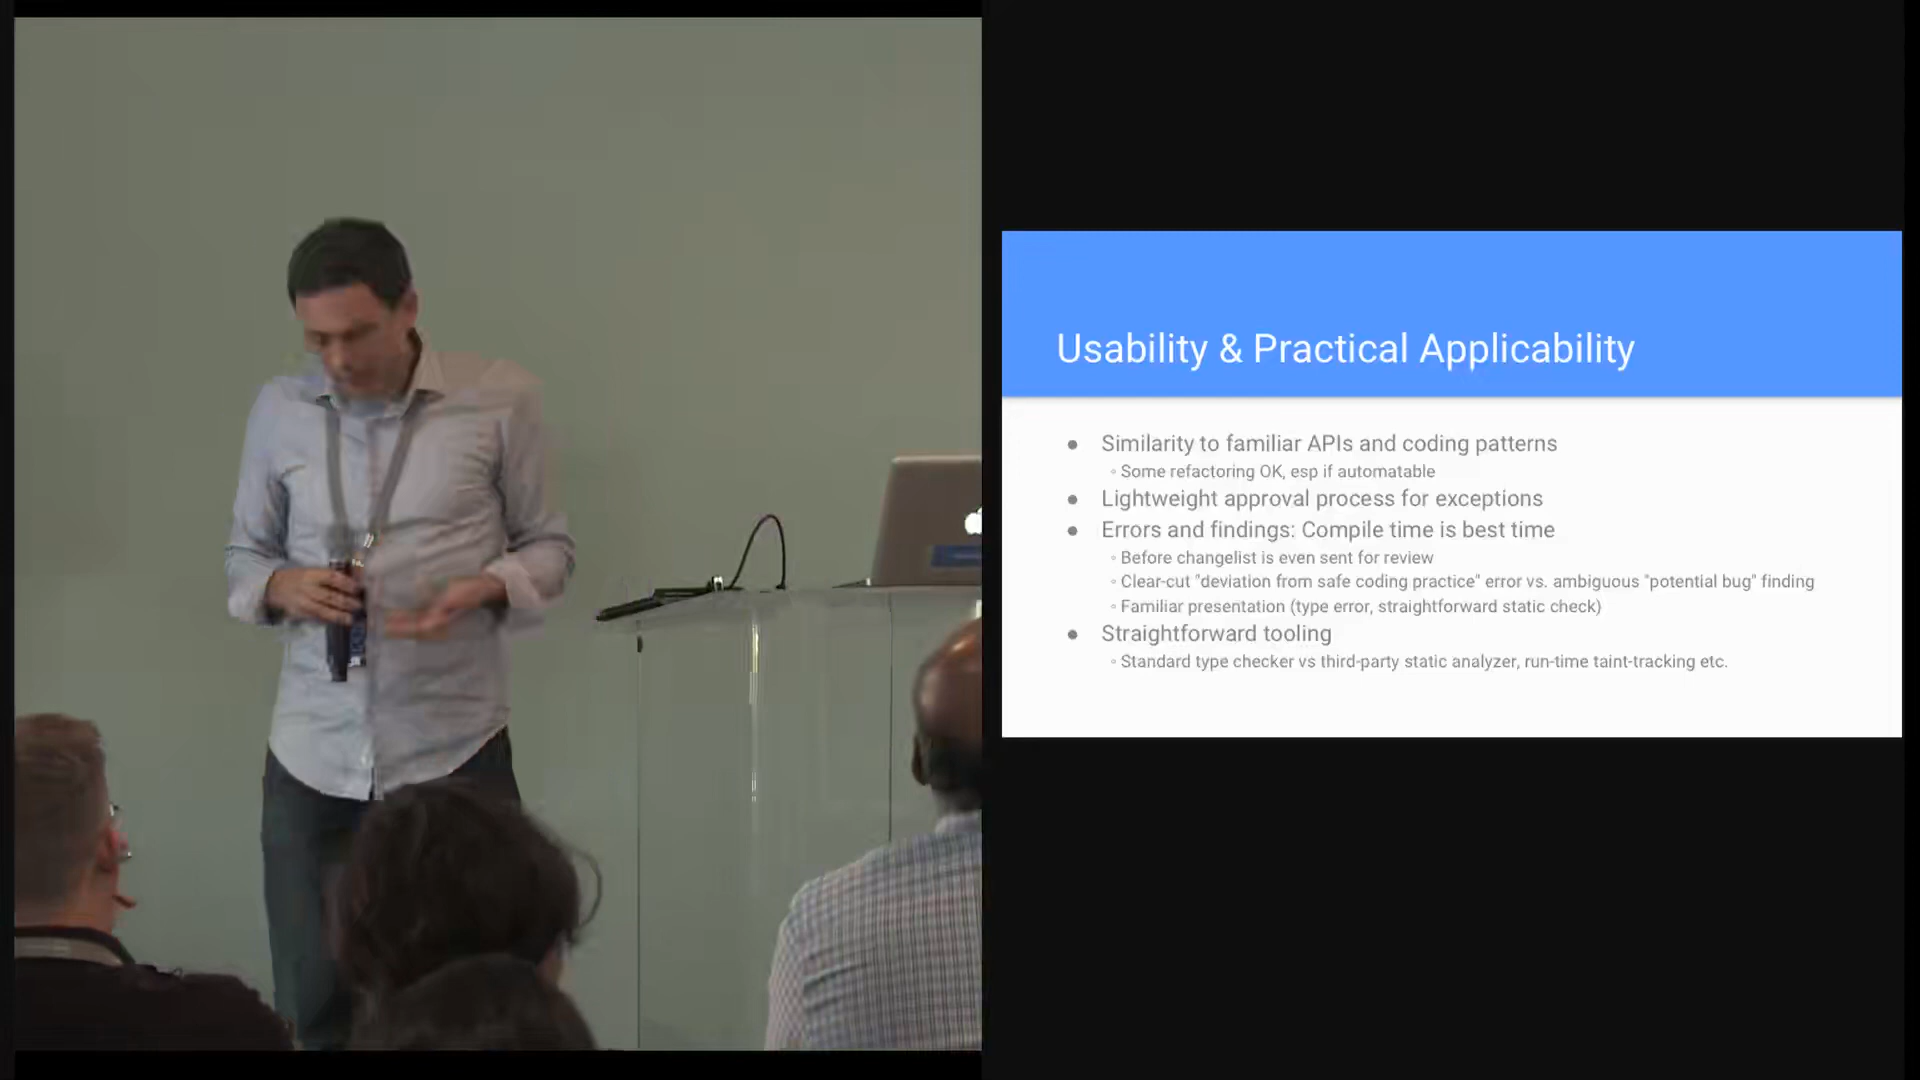 Usability & Practical Applicability
● Similarity to familiar APIs and coding patterns
◦ Some refactoring OK, esp if automatable
● Lightweight approval process for exceptions
● Errors and findings: Compile time is best time
◦ Before changelist is even sent for review
◦ Clear-cut "deviation from safe coding practice" error vs. ambiguous "potential bug" finding
◦ Familiar presentation (type error, straightforward static check)
● Straightforward tooling
◦ Standard type checker vs third-party static analyzer, run-time taint-tracking etc.